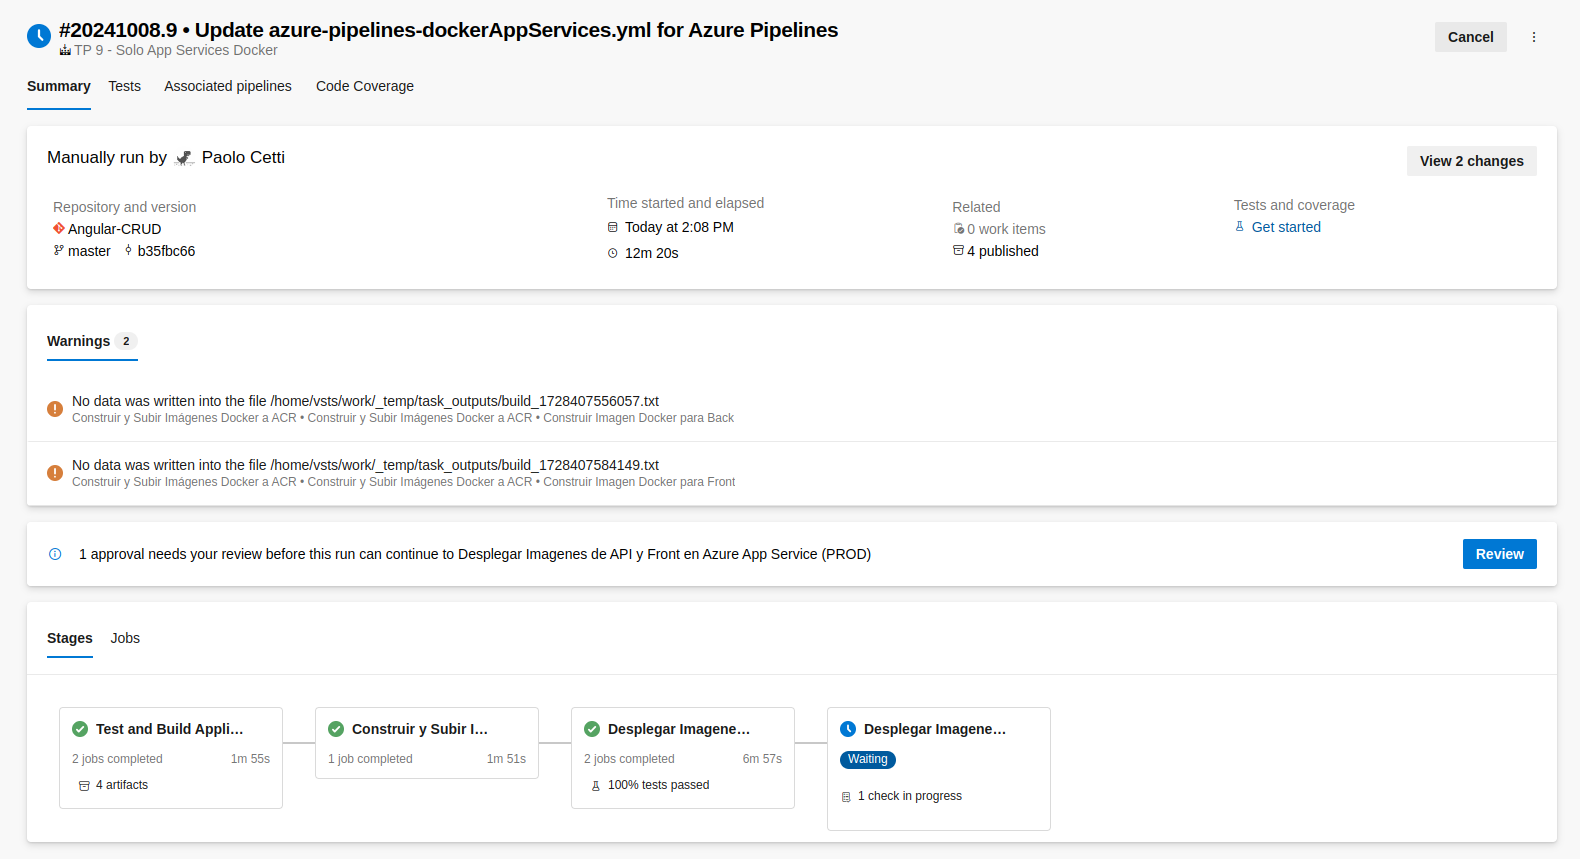 #20241008.9 • Update azure-pipelines-dockerAppServices.yml for Azure Pipelines
TP 9 - Solo App Services Docker
Cancel
Summary Tests Associated pipelines Code Coverage
Manually run by Paolo Cetti
View 2 changes
Repository and version
Angular-CRUD
master b35fbc66
Time started and elapsed
Today at 2:08 PM
12m 20s
Related
0 work items
4 published
Tests and coverage
Get started
Warnings 2
No data was written into the file /home/vsts/work/_temp/task_outputs/build_1728407556057.txt
Construir y Subir Imágenes Docker a ACR • Construir y Subir Imágenes Docker a ACR • Construir Imagen Docker para Back
No data was written into the file /home/vsts/work/_temp/task_outputs/build_1728407584149.txt
Construir y Subir Imágenes Docker a ACR • Construir y Subir Imágenes Docker a ACR • Construir Imagen Docker para Front
1 approval needs your review before this run can continue to Desplegar Imagenes de API y Front en Azure App Service (PROD)
Review
Stages Jobs
Test and Build Appli…
2 jobs completed 1m 55s
4 artifacts
Construir y Subir I…
1 job completed 1m 51s
Desplegar Imagene…
2 jobs completed 6m 57s
100% tests passed
Desplegar Imagene…
Waiting
1 check in progress